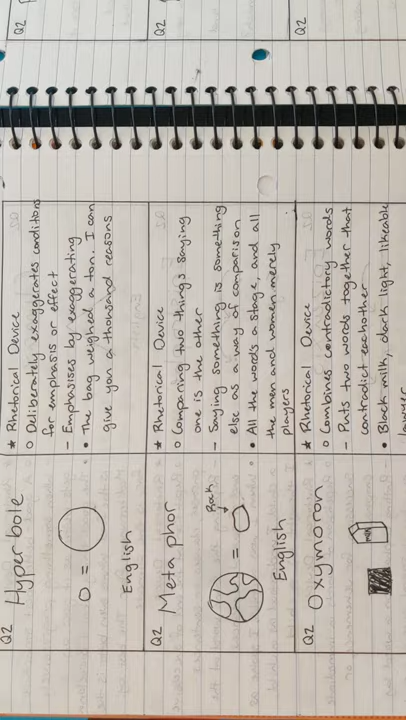 Q2
Q2
Q2
Q2 Hyperbole
English
★ Rhetorical Device
○ Deliberately exaggerates conditions
for emphasis or effect
- Emphasises by exaggerating
• The bag weighed a ton. I can
give you a thousand reasons
Q2 Metaphor
Rock
English
★ Rhetorical Device
○ Comparing two things saying
one is the other
- Saying something is something
else as a way of comparison
• All the words a stage, and all
the men and women merely
players
Q2 Oxymoron
★ Rhetorical Device
○ Combines contradictory words
- Puts two words together that
contradict eachother
• Black milk, dark light, likeable
lawyer